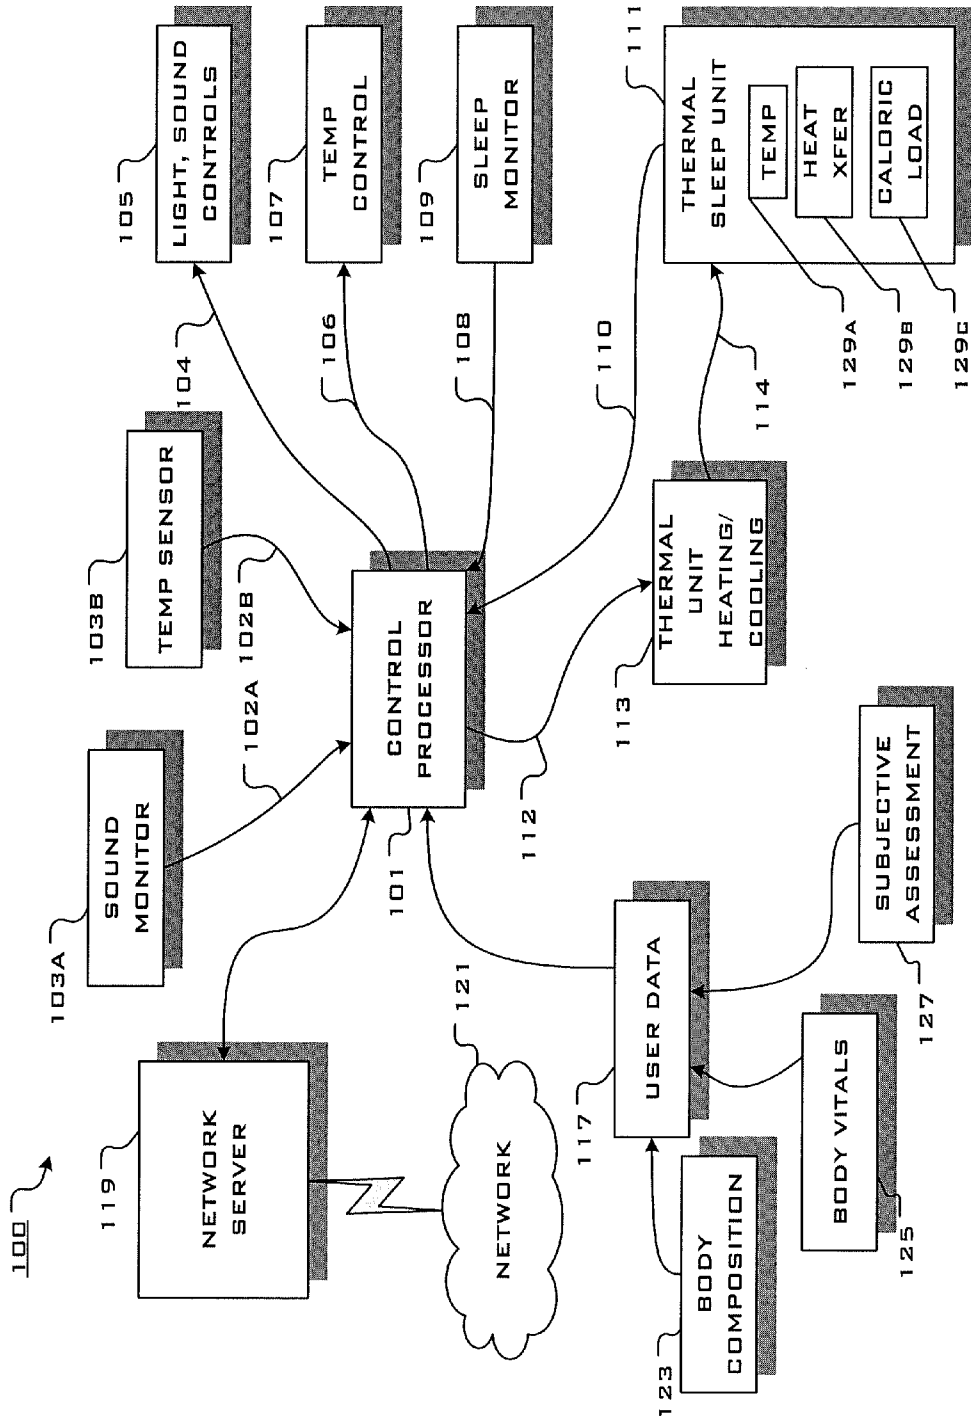 100
119
NETWORK
SERVER
103A
SOUND
MONITOR
102A
103B
TEMP SENSOR
102B
104
105
LIGHT, SOUND
CONTROLS
106
107
TEMP
CONTROL
108
109
SLEEP
MONITOR
110
111
THERMAL
SLEEP UNIT
TEMP
HEAT
XFER
CALORIC
LOAD
129A
129B
129C
114
113
THERMAL
UNIT
HEATING/
COOLING
112
CONTROL
PROCESSOR
101
121
NETWORK
117
USER DATA
123
BODY
COMPOSITION
BODY VITALS
125
SUBJECTIVE
ASSESSMENT
127